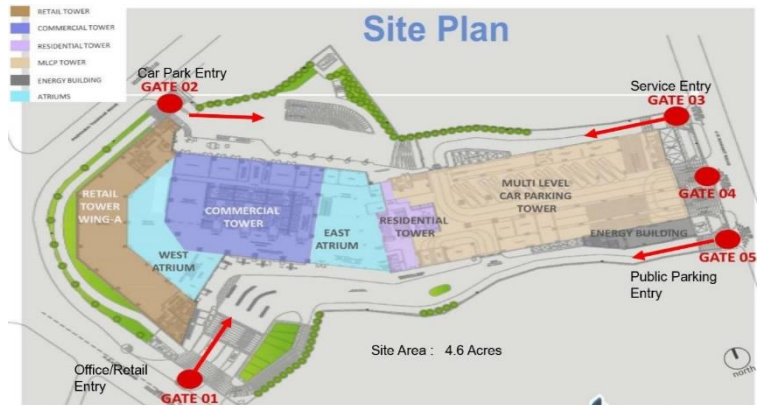 Site Plan
RETAIL TOWER
COMMERCIAL TOWER
RESIDENTIAL TOWER
MLCP TOWER
ENERGY BUILDING
ATRIUMS
Car Park Entry
GATE 02
Service Entry
GATE 03
GATE 04
RETAIL
TOWER
WING-A
WEST
ATRIUM
COMMERCIAL
TOWER
EAST
ATRIUM
RESIDENTIAL
TOWER
MULTI LEVEL
CAR PARKING
TOWER
ENERGY BUILDING
GATE 05
Public Parking
Entry
Site Area : 4.6 Acres
Office/Retail
Entry
GATE 01
north